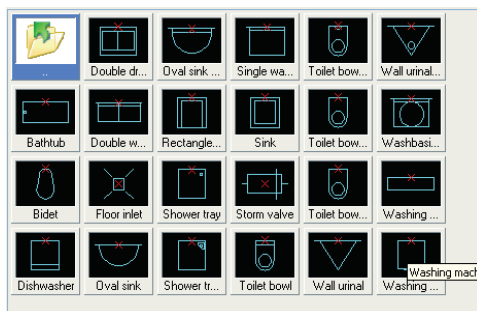 ..
Double dr...
Oval sink ...
Single wa...
Toilet bow...
Wall urinal...
Bathtub
Double w...
Rectangle...
Sink
Toilet bow...
Washbasi...
Bidet
Floor inlet
Shower tray
Storm valve
Toilet bow...
Washing ...
Dishwasher
Oval sink
Shower tr...
Toilet bowl
Wall urinal
Washing ...
Washing mach